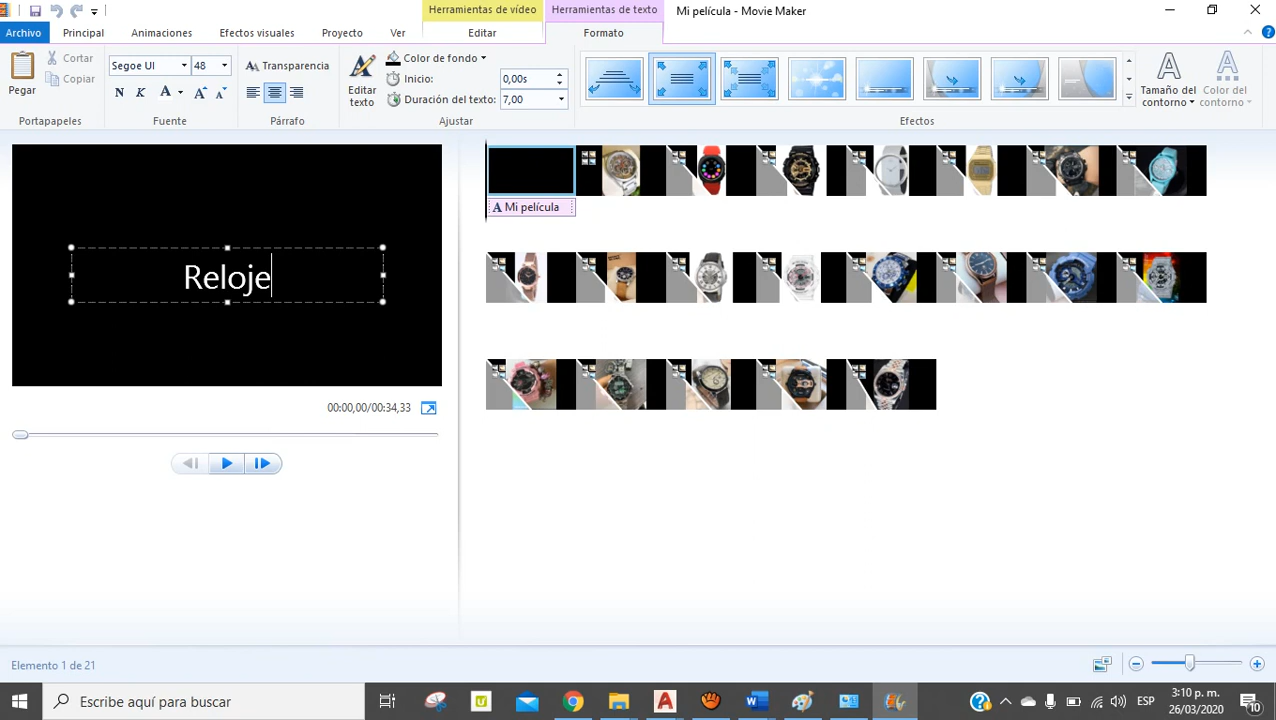 Herramientas de vídeo
Herramientas de texto
Mi película - Movie Maker
Archivo
Principal
Animaciones
Efectos visuales
Proyecto
Ver
Editar
Formato
Pegar
Cortar
Copiar
Portapapeles
Segoe UI
48
N
K
A
A
A
Fuente
Transparencia
Párrafo
Editar texto
Color de fondo
Inicio:
0,00s
Duración del texto:
7,00
Ajustar
Efectos
Tamaño del contorno
Color del contorno
Reloje
A Mi película
00:00,00/00:34,33
Elemento 1 de 21
Escribe aquí para buscar
ESP
3:10 p. m.
26/03/2020
10